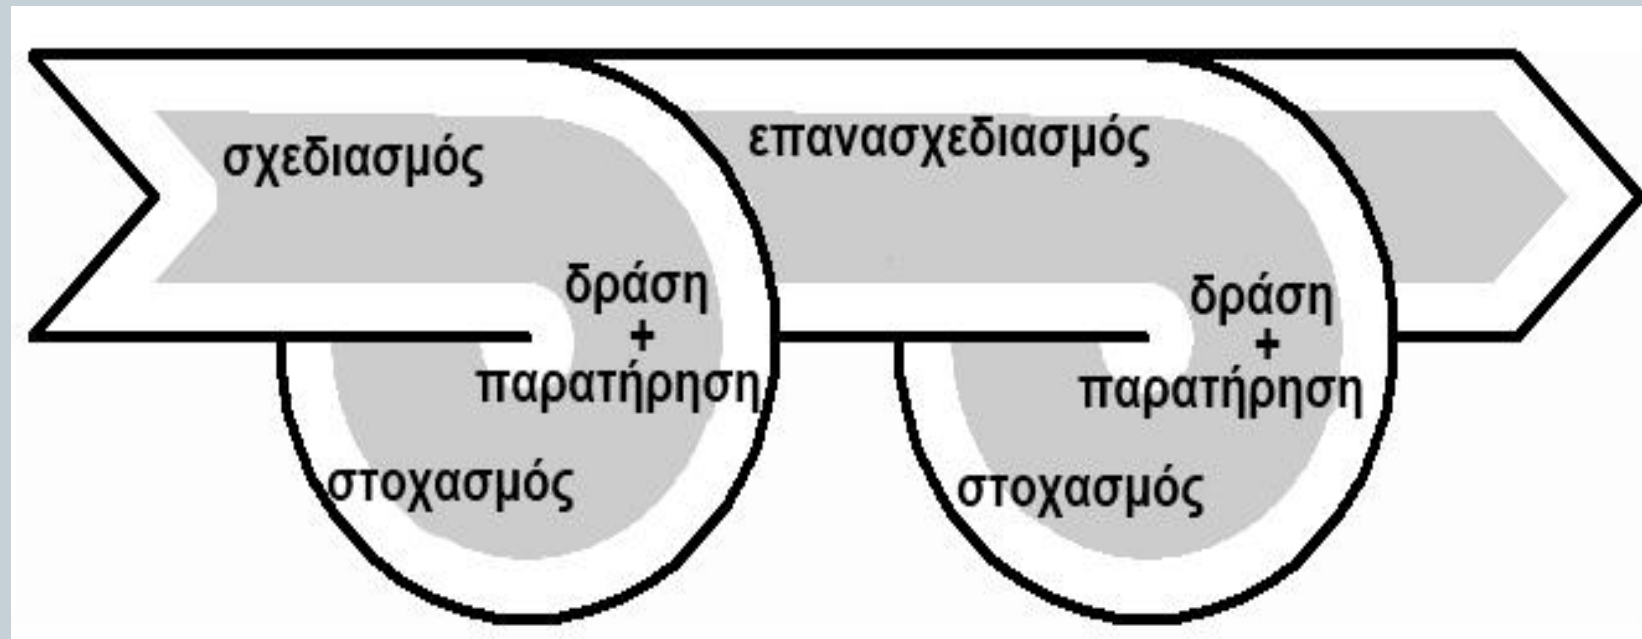 σχεδιασμός
δράση
+
παρατήρηση
στοχασμός
επανασχεδιασμός
δράση
+
παρατήρηση
στοχασμός